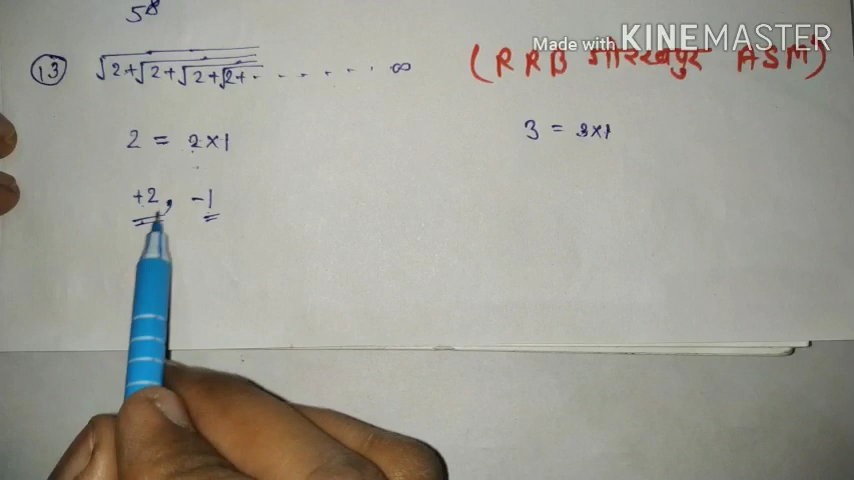 58
Made with KINEMASTER
(13) √2+√2+√2+√2+. . . . . . . ∞
(RRB गोरखपुर ASM)
2 = 2×1
3 = 3×1
+2, -1